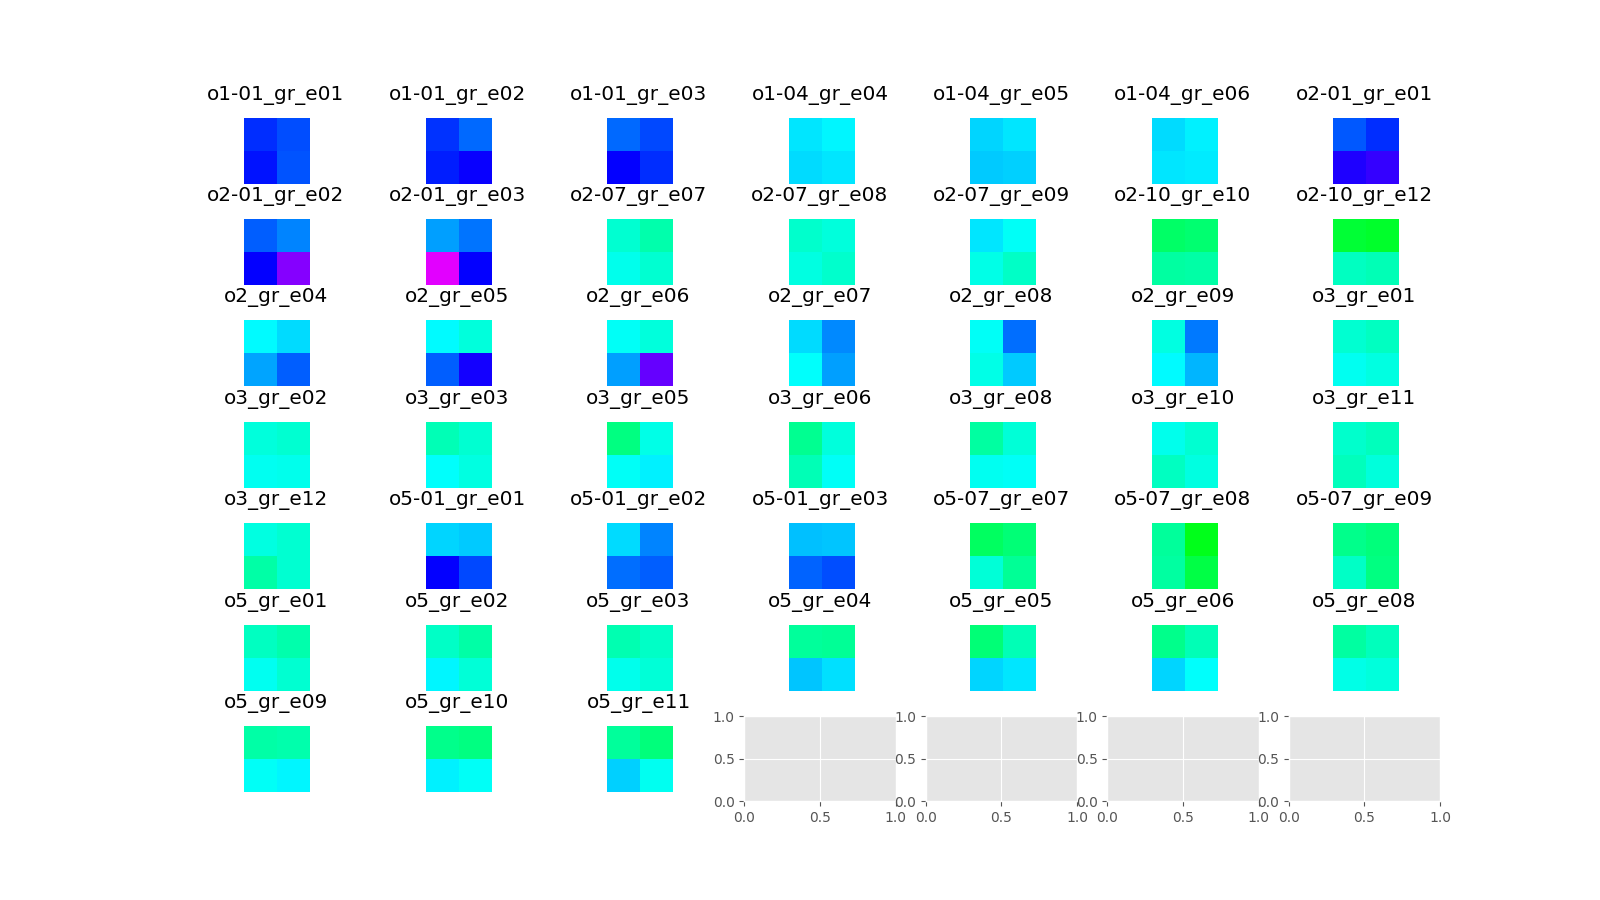 o1-01_gr_e01 o1-01_gr_e02 o1-01_gr_e03 o1-04_gr_e04 o1-04_gr_e05 o1-04_gr_e06 o2-01_gr_e01
o2-01_gr_e02 o2-01_gr_e03 o2-07_gr_e07 o2-07_gr_e08 o2-07_gr_e09 o2-10_gr_e10 o2-10_gr_e12
o2_gr_e04 o2_gr_e05 o2_gr_e06 o2_gr_e07 o2_gr_e08 o2_gr_e09 o3_gr_e01
o3_gr_e02 o3_gr_e03 o3_gr_e05 o3_gr_e06 o3_gr_e08 o3_gr_e10 o3_gr_e11
o3_gr_e12 o5-01_gr_e01 o5-01_gr_e02 o5-01_gr_e03 o5-07_gr_e07 o5-07_gr_e08 o5-07_gr_e09
o5_gr_e01 o5_gr_e02 o5_gr_e03 o5_gr_e04 o5_gr_e05 o5_gr_e06 o5_gr_e08
o5_gr_e09 o5_gr_e10 o5_gr_e11
1.0 1.0 1.0 1.0
0.5 0.5 0.5 0.5
0.0 0.0 0.0 0.0
0.0 0.5 1.0 0.0 0.5 1.0 0.0 0.5 1.0 0.0 0.5 1.0